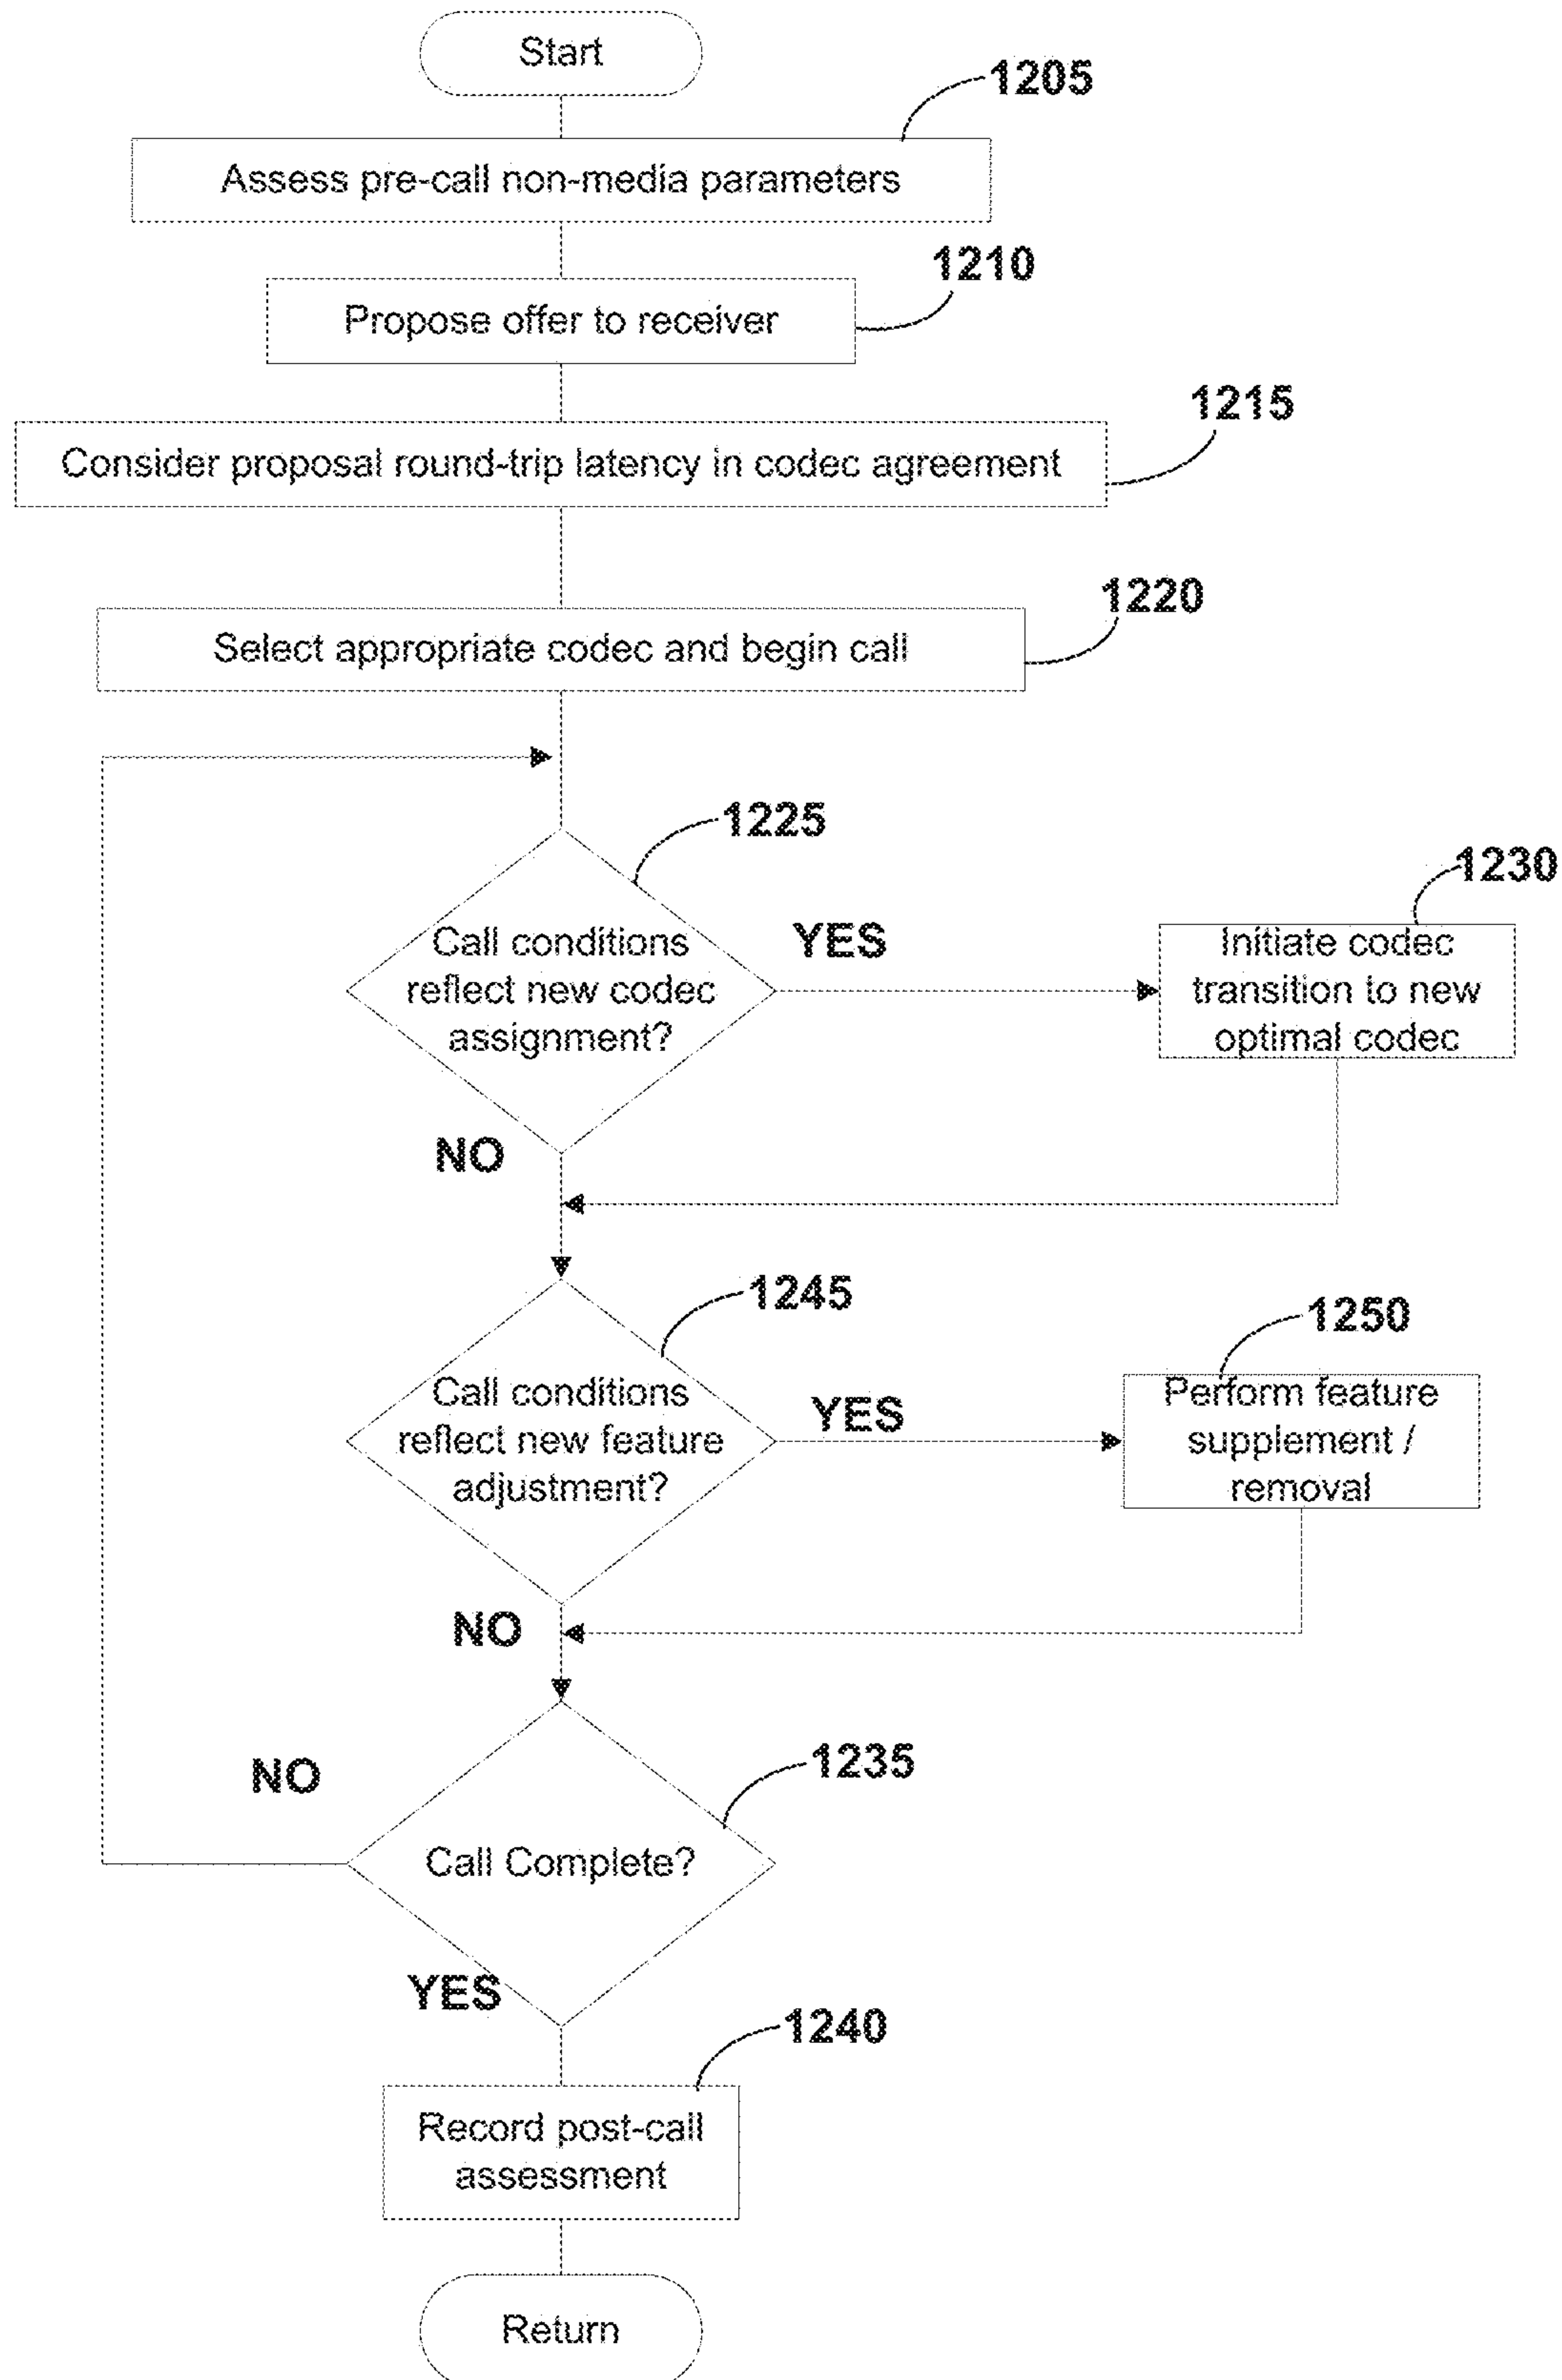 Start
1205
Assess pre-call non-media parameters
1210
Propose offer to receiver
1215
Consider proposal round-trip latency in codec agreement
1220
Select appropriate codec and begin call
1225
Call conditions
reflect new codec
assignment?
YES
1230
Initiate codec
transition to new
optimal codec
NO
1245
Call conditions
reflect new feature
adjustment?
YES
1250
Perform feature
supplement /
removal
NO
1235
Call Complete?
NO
YES
1240
Record post-call
assessment
Return